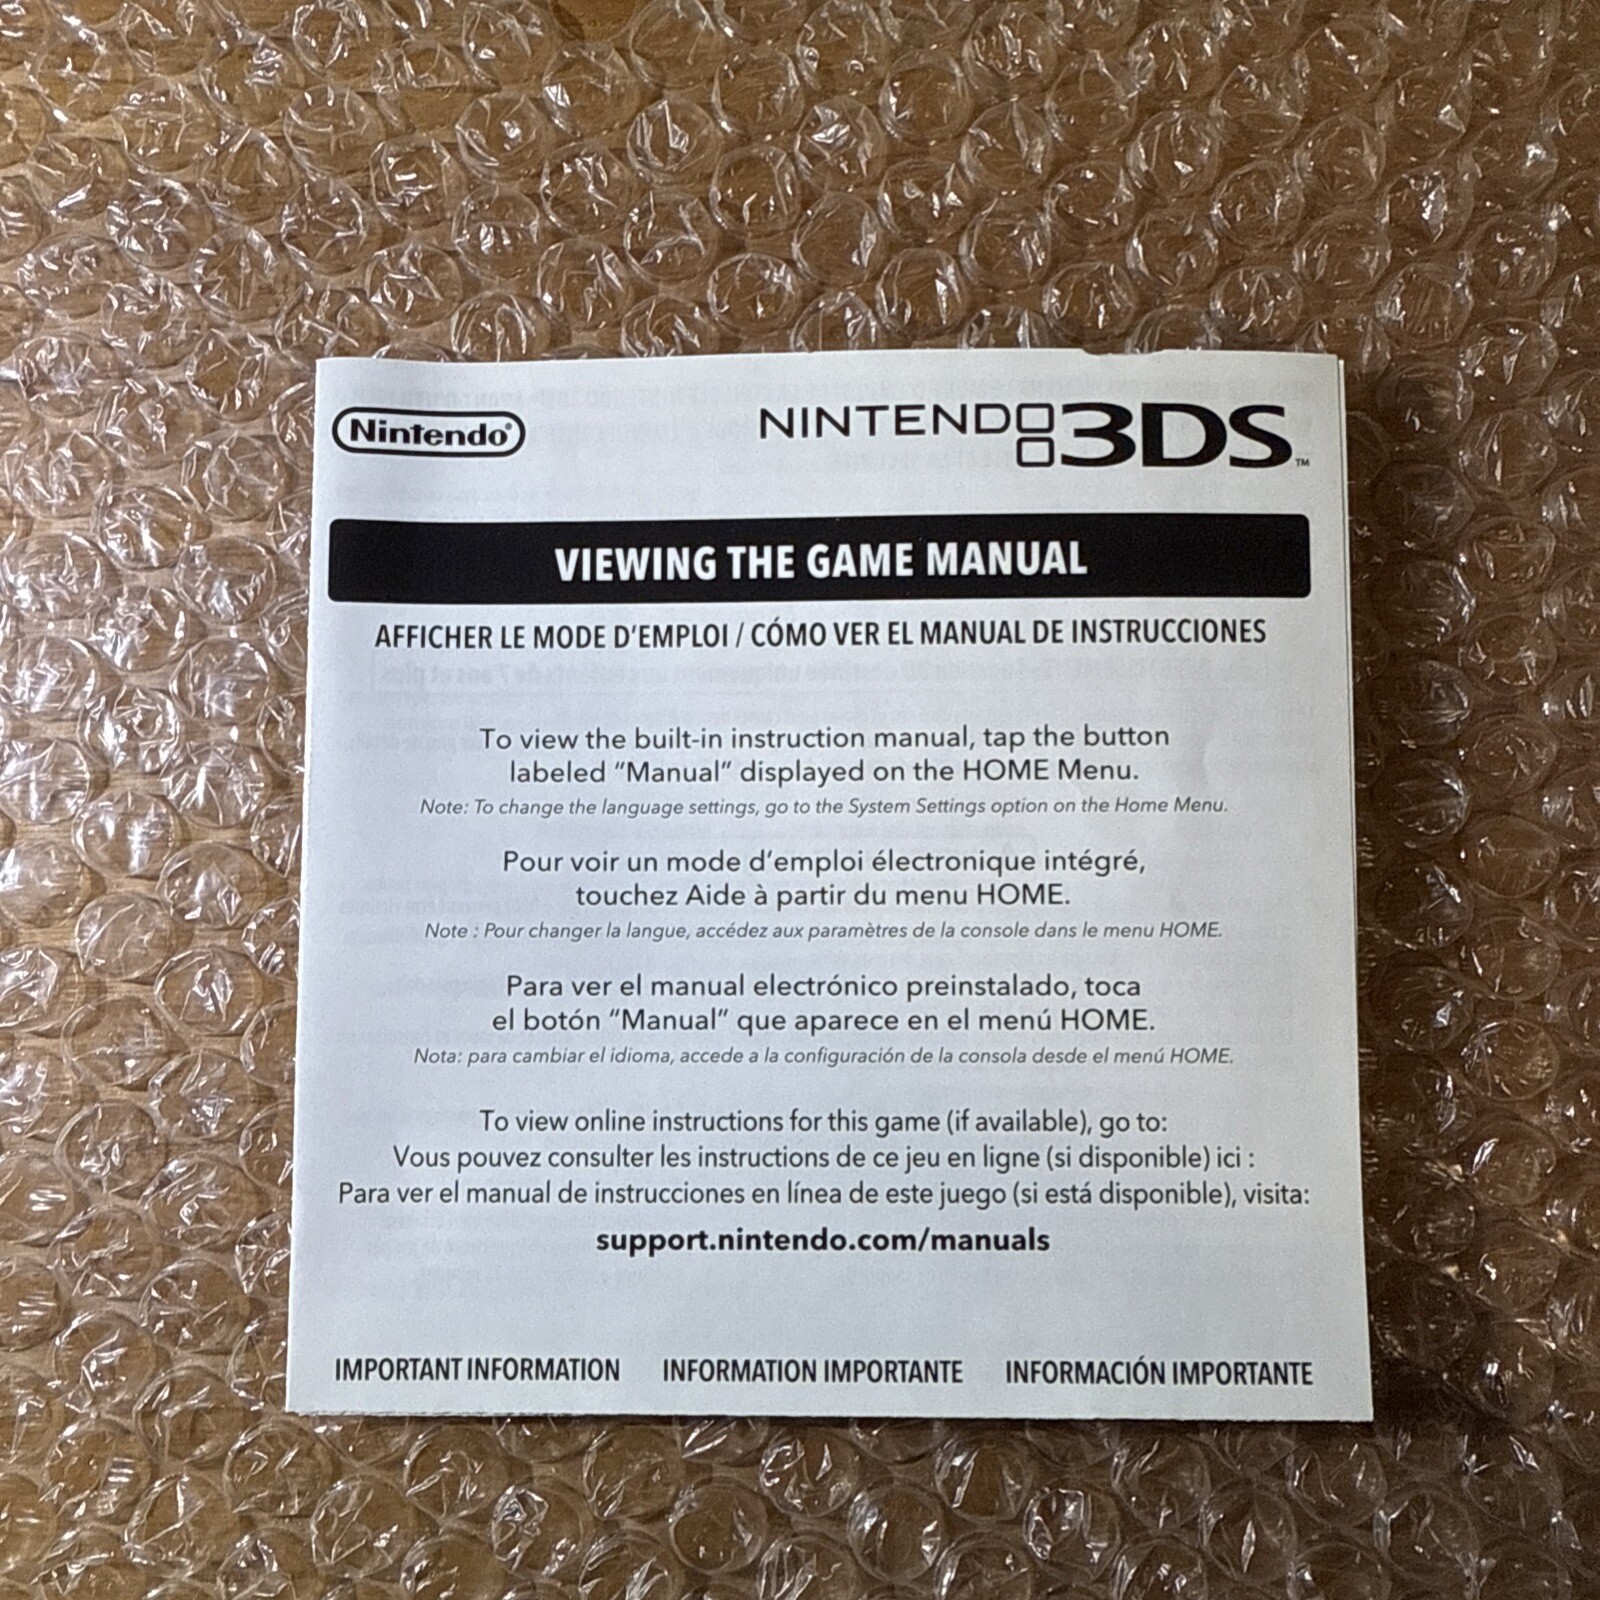 Nintendo®
NINTENDO 3DS™
VIEWING THE GAME MANUAL
AFFICHER LE MODE D'EMPLOI / CÓMO VER EL MANUAL DE INSTRUCCIONES
To view the built-in instruction manual, tap the button
labeled “Manual” displayed on the HOME Menu.
Note: To change the language settings, go to the System Settings option on the Home Menu.
Pour voir un mode d'emploi électronique intégré,
touchez Aide à partir du menu HOME.
Note : Pour changer la langue, accédez aux paramètres de la console dans le menu HOME.
Para ver el manual electrónico preinstalado, toca
el botón “Manual” que aparece en el menú HOME.
Nota: para cambiar el idioma, accede a la configuración de la consola desde el menú HOME.
To view online instructions for this game (if available), go to:
Vous pouvez consulter les instructions de ce jeu en ligne (si disponible) ici :
Para ver el manual de instrucciones en línea de este juego (si está disponible), visita:
support.nintendo.com/manuals
IMPORTANT INFORMATION INFORMATION IMPORTANTE INFORMACIÓN IMPORTANTE